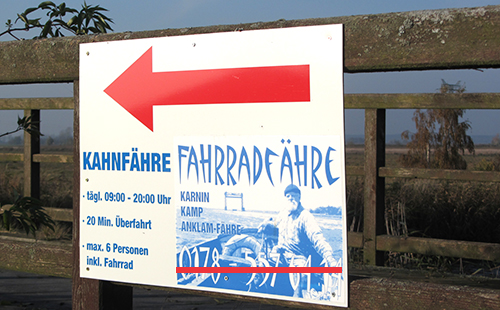 KAHNFÄHRE
· tägl. 09:00 - 20:00 Uhr
· 20 Min. Überfahrt
· max. 6 Personen
inkl. Fahrrad
FAHRRADFÄHRE
KARNIN
KAMP
ANKLAM-FÄHRE
0178 -